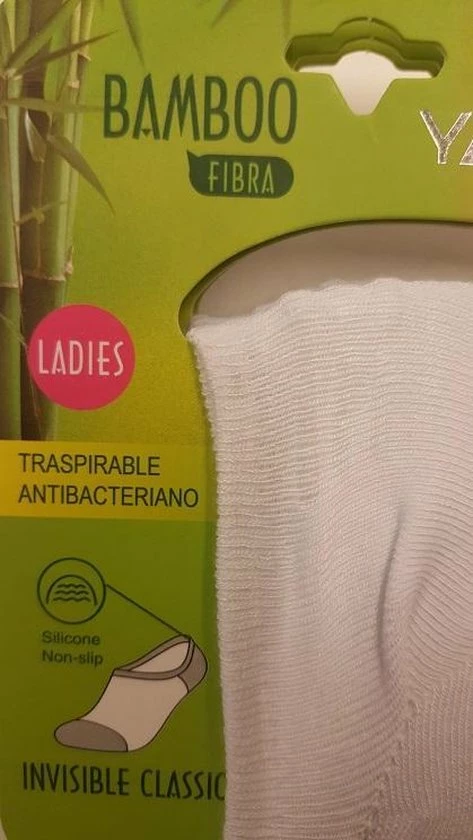 BAMBOO
FIBRA
LADIES
TRASPIRABLE
ANTIBACTERIANO
Silicone
Non-slip
INVISIBLE CLASSIC